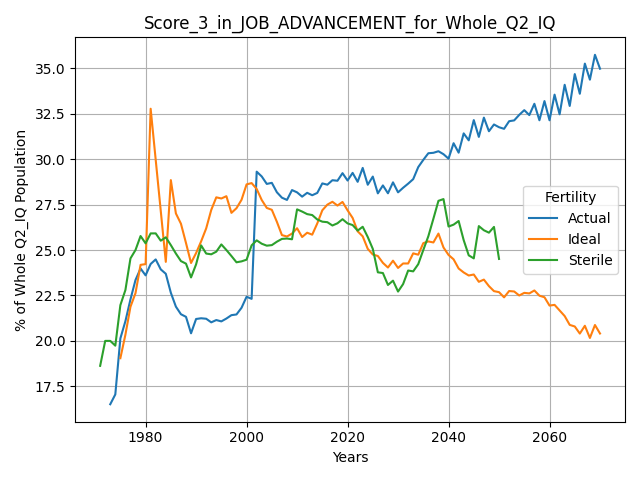 Score_3_in_JOB_ADVANCEMENT_for_Whole_Q2_IQ
% of Whole Q2_IQ Population
35.0
32.5
30.0
27.5
25.0
22.5
20.0
17.5
Fertility
Actual
Ideal
Sterile
1980 2000 2020 2040 2060
Years